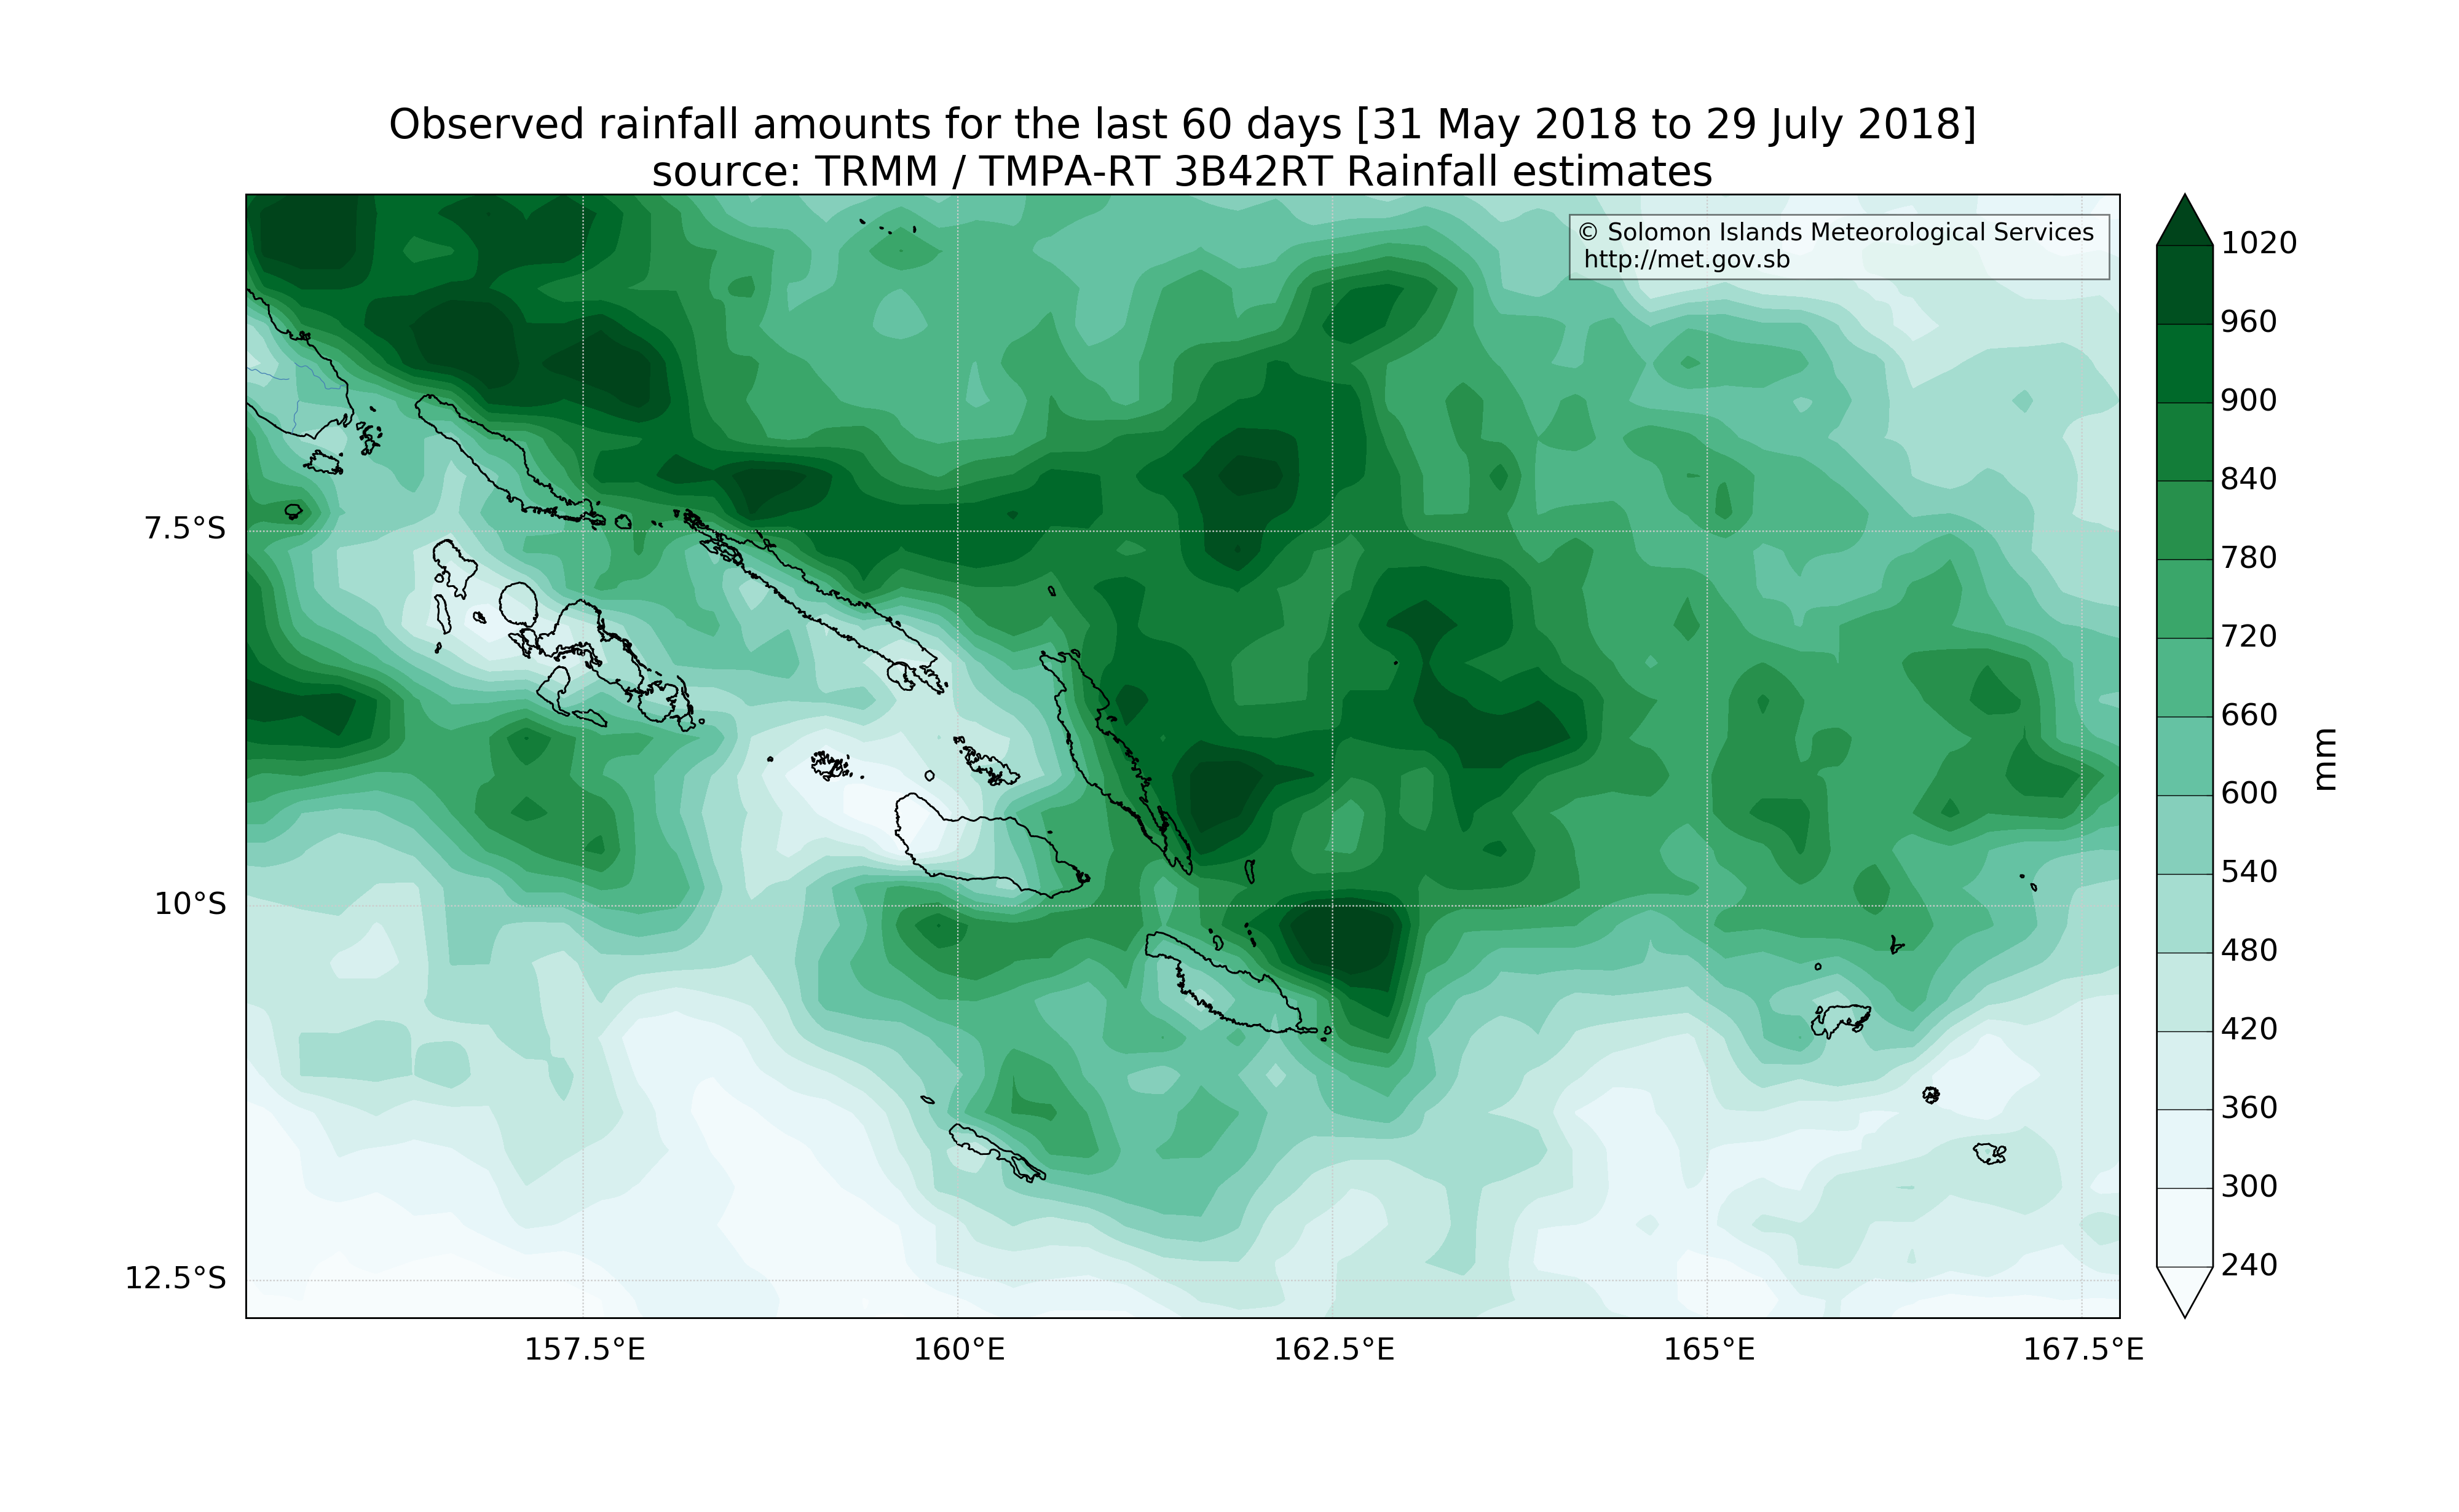 Observed rainfall amounts for the last 60 days [31 May 2018 to 29 July 2018]
source: TRMM / TMPA-RT 3B42RT Rainfall estimates
© Solomon Islands Meteorological Services
http://met.gov.sb
7.5°S
10°S
12.5°S
157.5°E
160°E
162.5°E
165°E
167.5°E
1020
960
900
840
780
720
660
600
540
480
420
360
300
240
mm